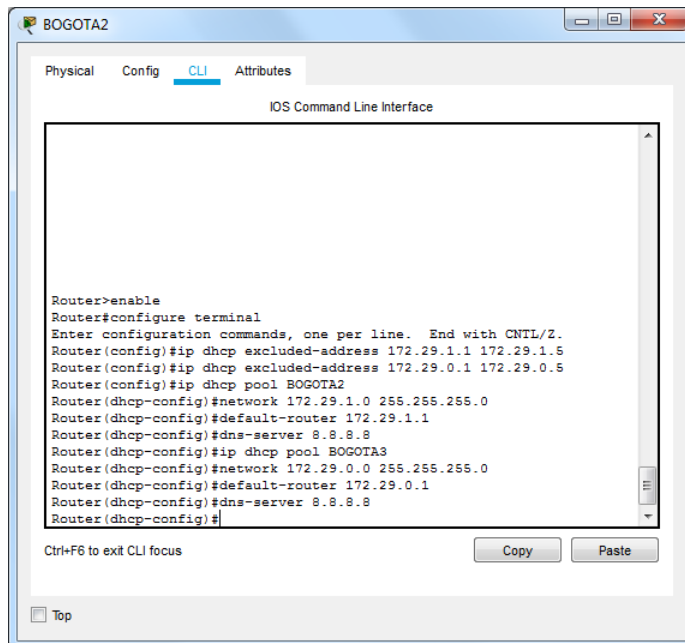 BOGOTA2
Physical Config CLI Attributes
IOS Command Line Interface
Router>enable
Router#configure terminal
Enter configuration commands, one per line.  End with CNTL/Z.
Router(config)#ip dhcp excluded-address 172.29.1.1 172.29.1.5
Router(config)#ip dhcp excluded-address 172.29.0.1 172.29.0.5
Router(config)#ip dhcp pool BOGOTA2
Router(dhcp-config)#network 172.29.1.0 255.255.255.0
Router(dhcp-config)#default-router 172.29.1.1
Router(dhcp-config)#dns-server 8.8.8.8
Router(dhcp-config)#ip dhcp pool BOGOTA3
Router(dhcp-config)#network 172.29.0.0 255.255.255.0
Router(dhcp-config)#default-router 172.29.0.1
Router(dhcp-config)#dns-server 8.8.8.8
Router(dhcp-config)#
Ctrl+F6 to exit CLI focus
Copy Paste
Top